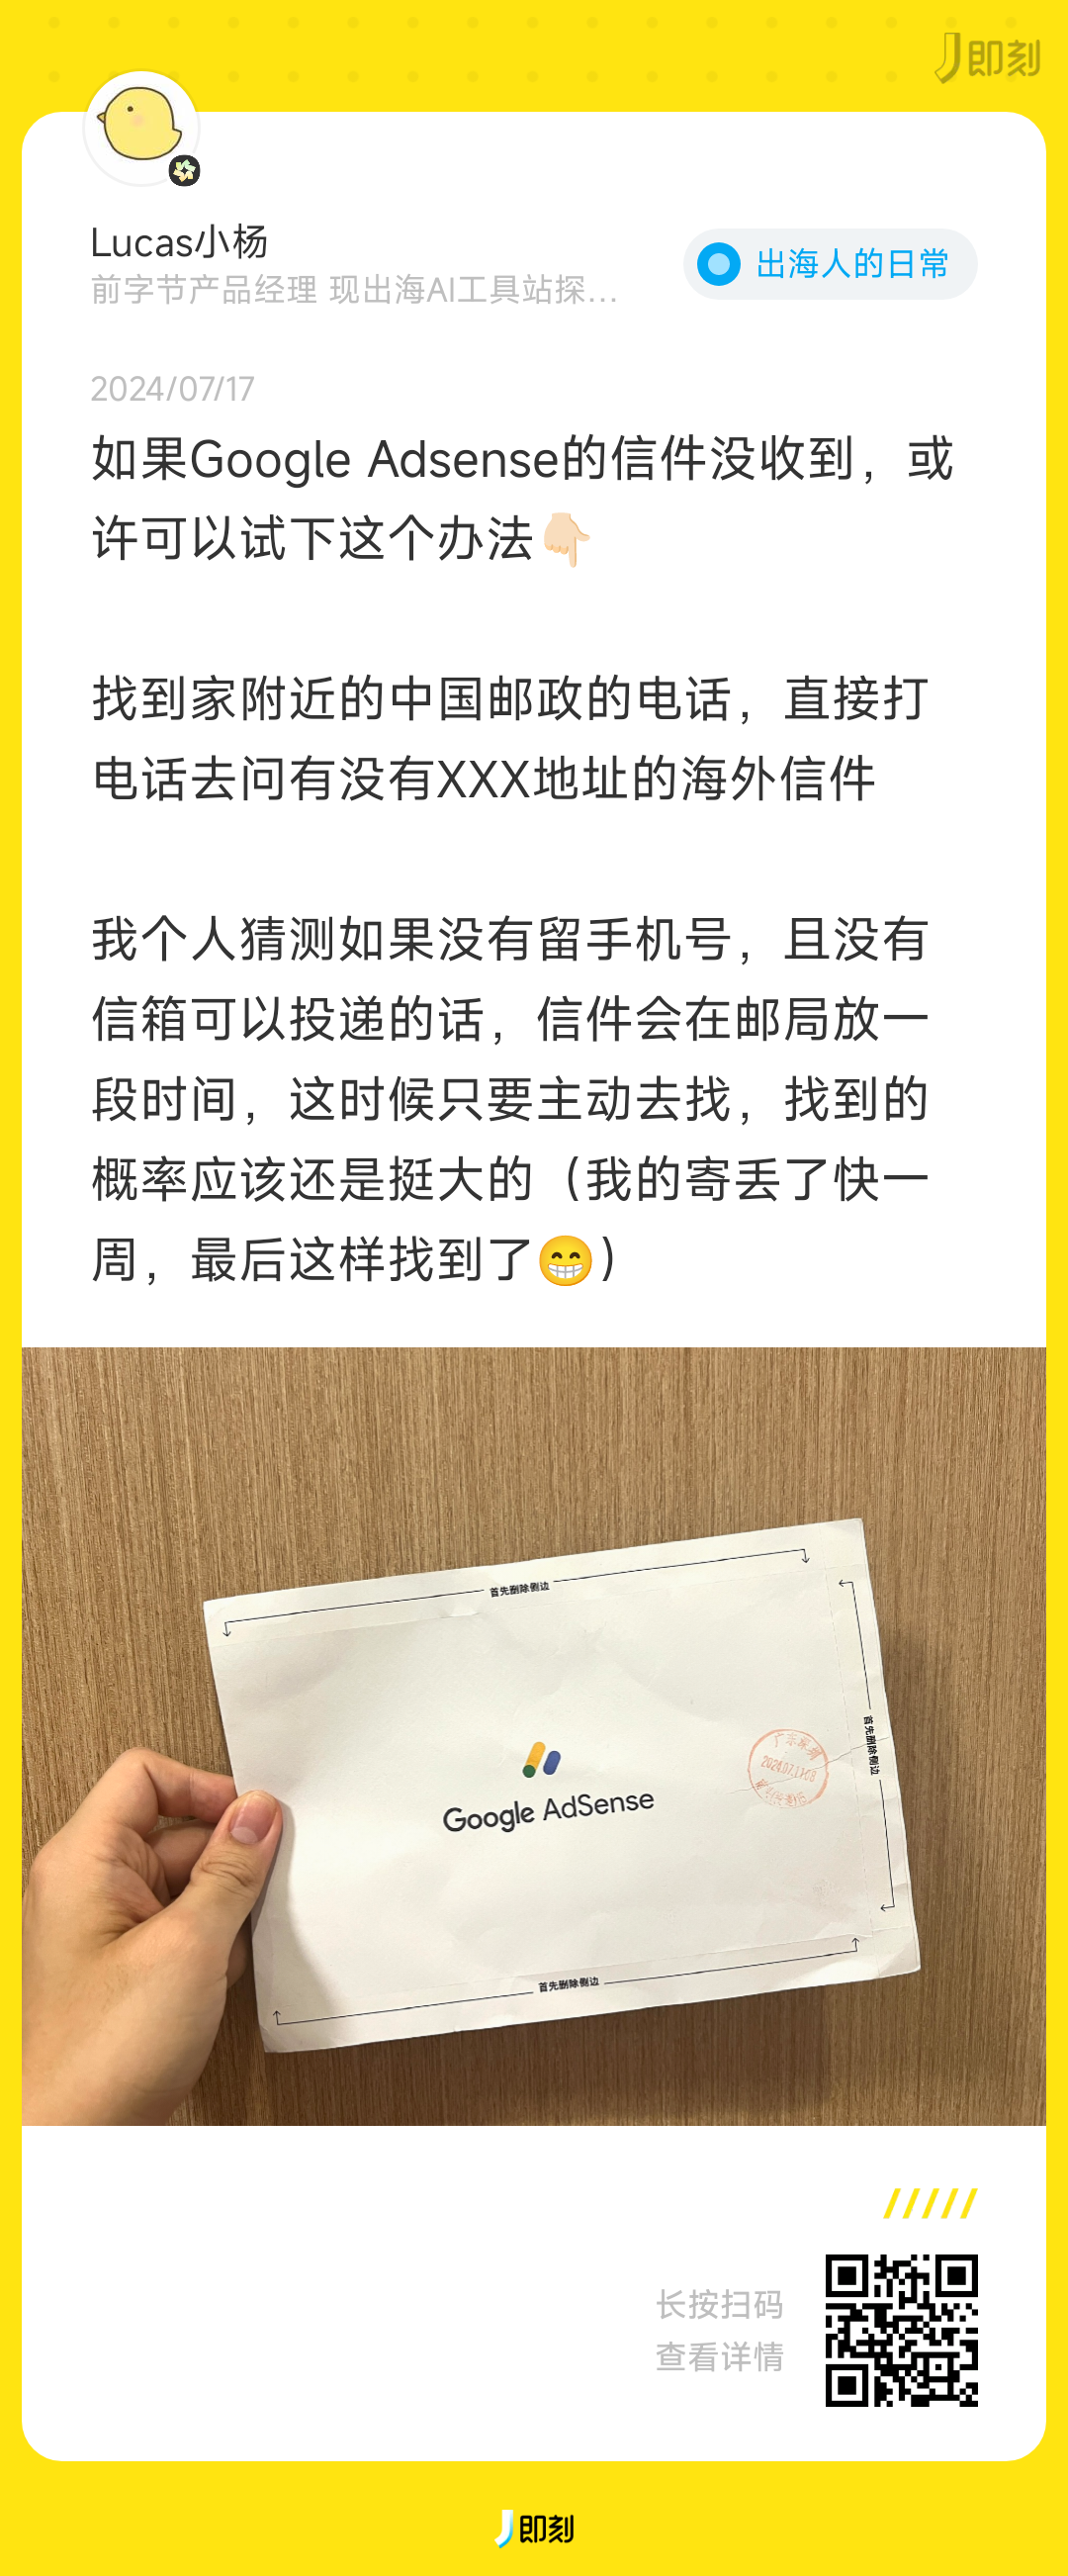 即刻
Lucas小杨
前字节产品经理 现出海AI工具站探...
出海人的日常
2024/07/17
如果Google Adsense的信件没收到，或
许可以试下这个办法👇🏻
找到家附近的中国邮政的电话，直接打
电话去问有没有XXX地址的海外信件
我个人猜测如果没有留手机号，且没有
信箱可以投递的话，信件会在邮局放一
段时间，这时候只要主动去找，找到的
概率应该还是挺大的（我的寄丢了快一
周，最后这样找到了😁）
首先删除侧边
首先删除侧边
Google AdSense
广东深圳
2024.07.11
首先删除侧边
长按扫码
查看详情
即刻